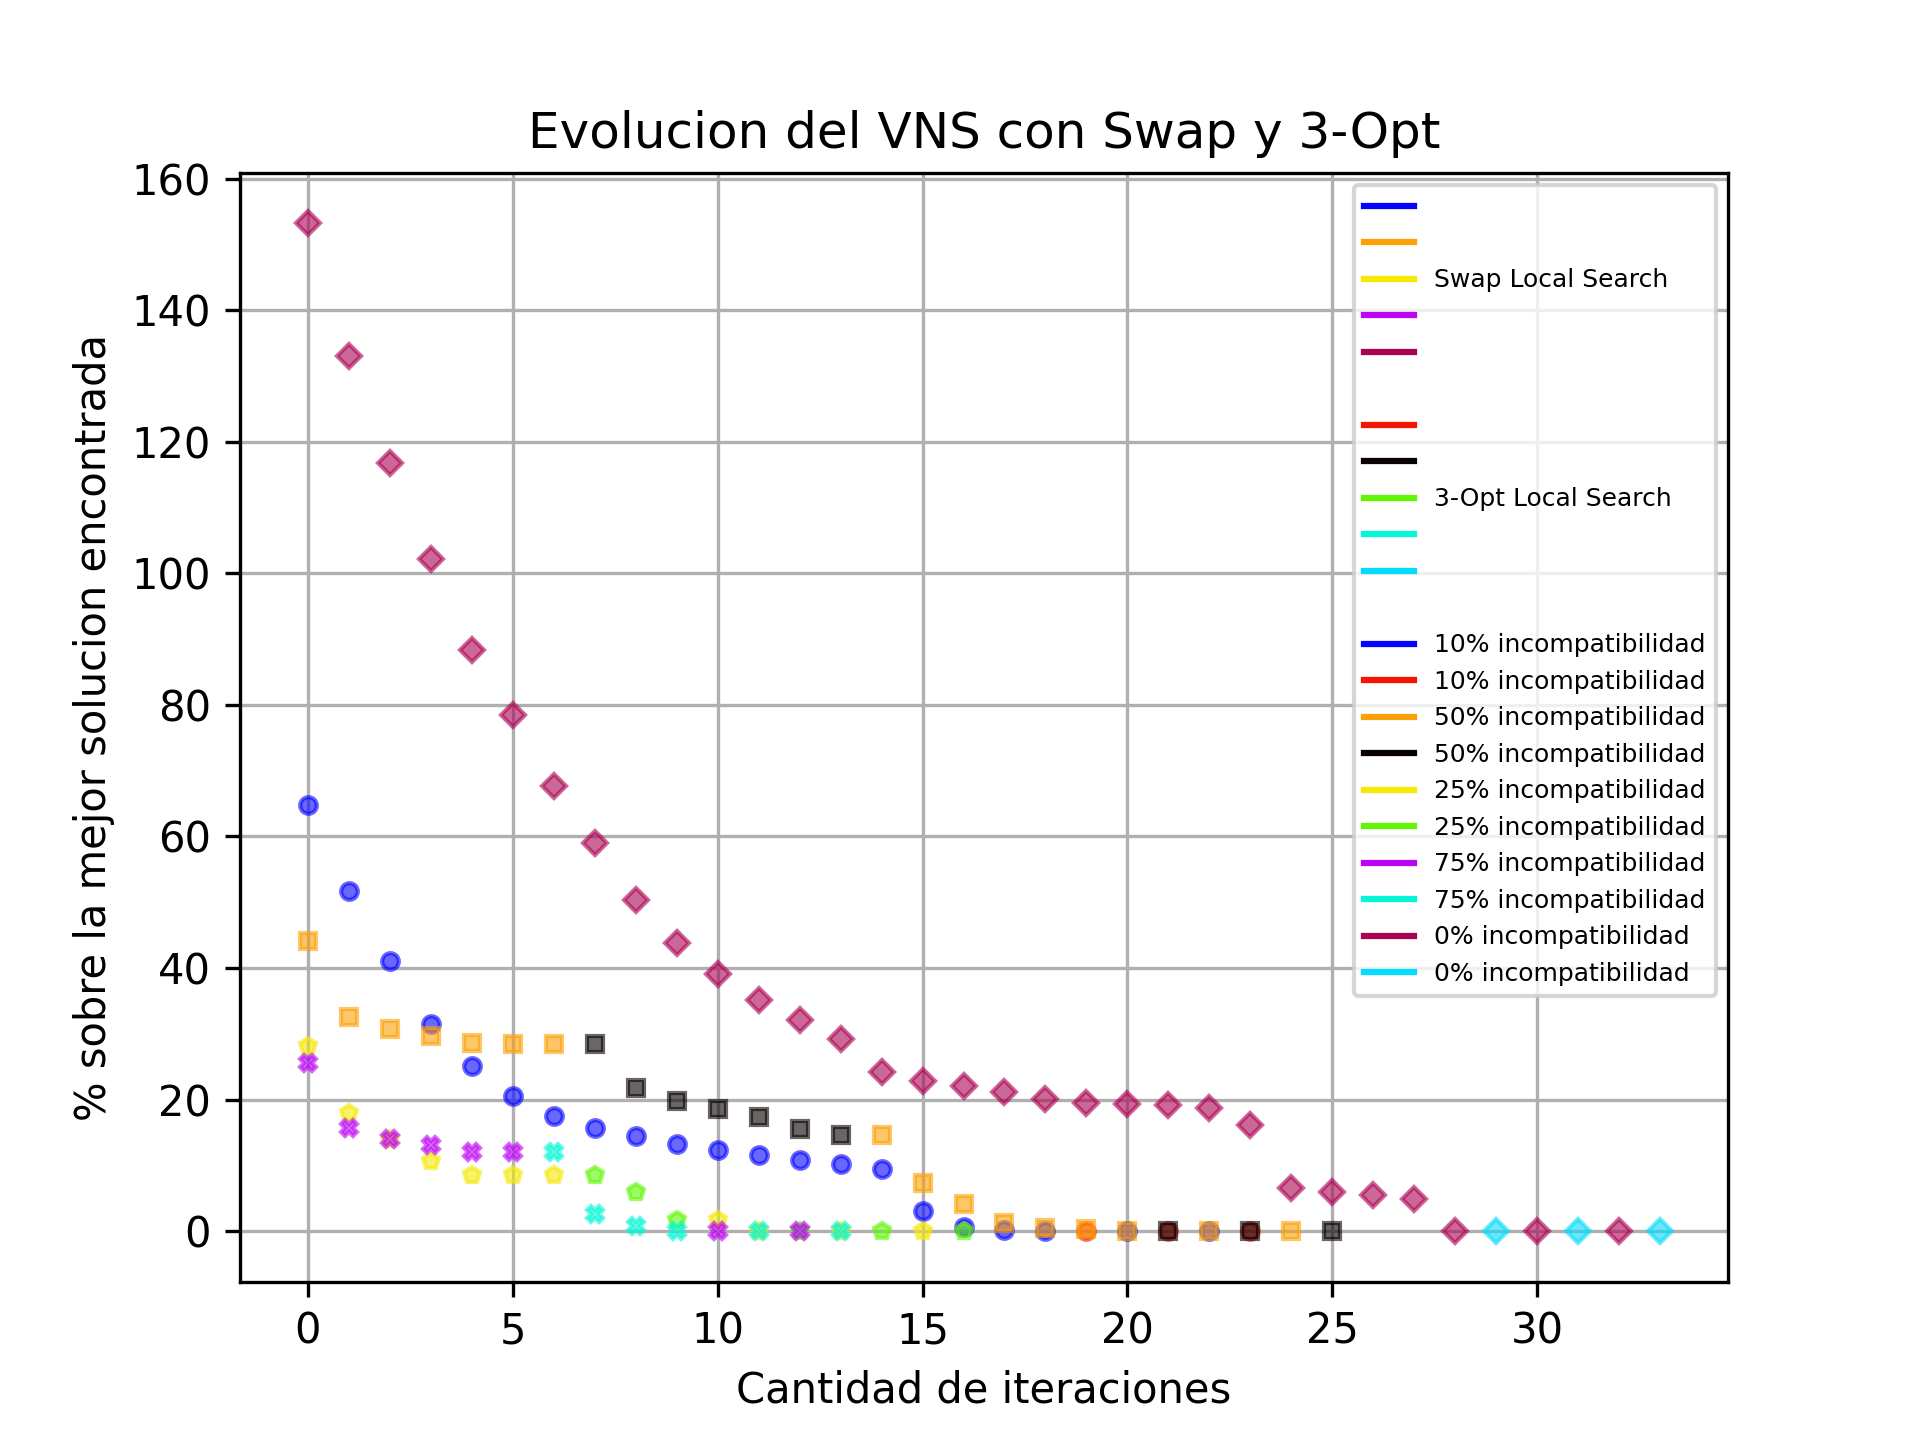 Evolucion del VNS con Swap y 3-Opt
160
140
120
100
80
60
40
20
0
% sobre la mejor solucion encontrada
Swap Local Search
3-Opt Local Search
10% incompatibilidad
10% incompatibilidad
50% incompatibilidad
50% incompatibilidad
25% incompatibilidad
25% incompatibilidad
75% incompatibilidad
75% incompatibilidad
0% incompatibilidad
0% incompatibilidad
0 5 10 15 20 25 30
Cantidad de iteraciones